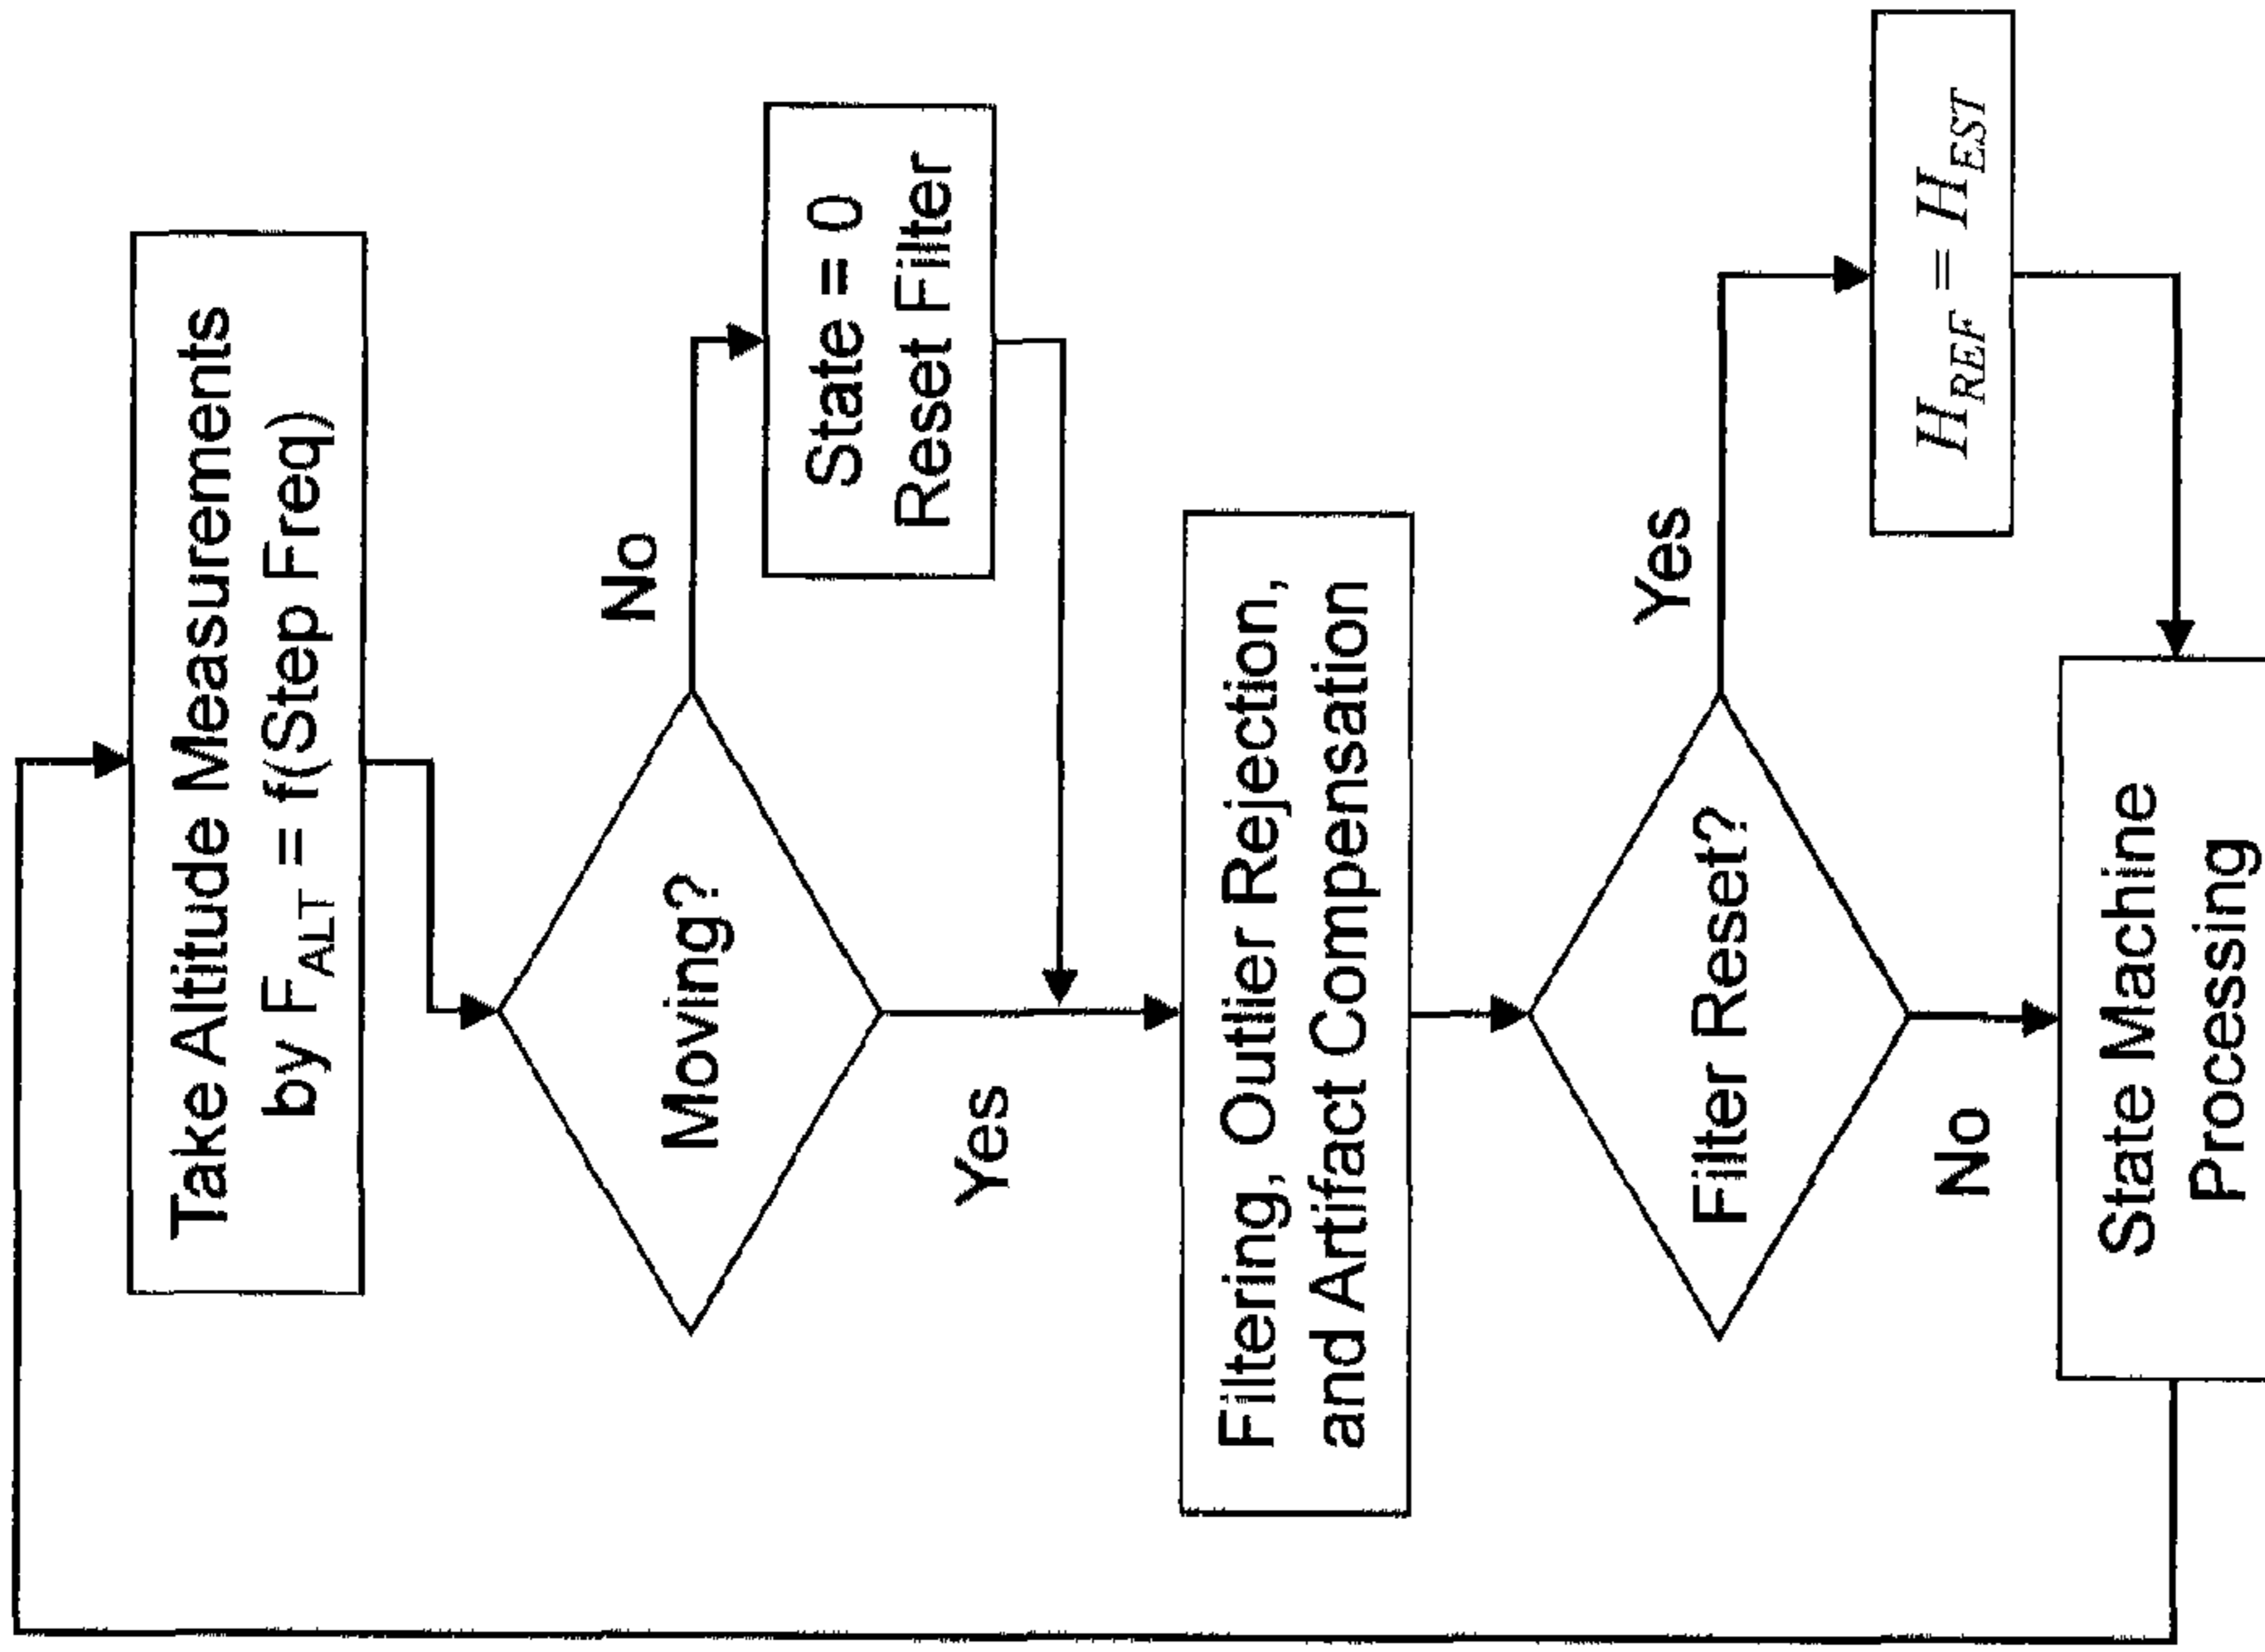 Take Altitude Measurements
by F_ALT = f(Step Freq)
Moving?
No
State = 0
Reset Filter
Yes
Filtering, Outlier Rejection,
and Artifact Compensation
Filter Reset?
Yes
H_REF = H_EST
No
State Machine
Processing